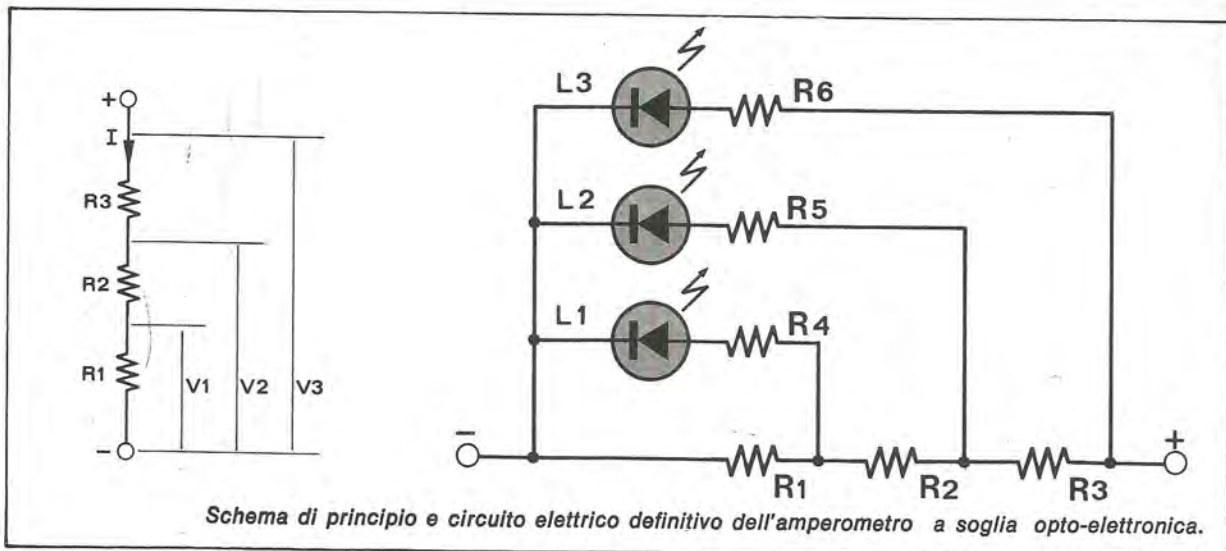 +
I
R3
R2
R1
V1 V2 V3
-
L3 R6
L2 R5
L1 R4
- +
R1 R2 R3
Schema di principio e circuito elettrico definitivo dell'amperometro a soglia opto-elettronica.